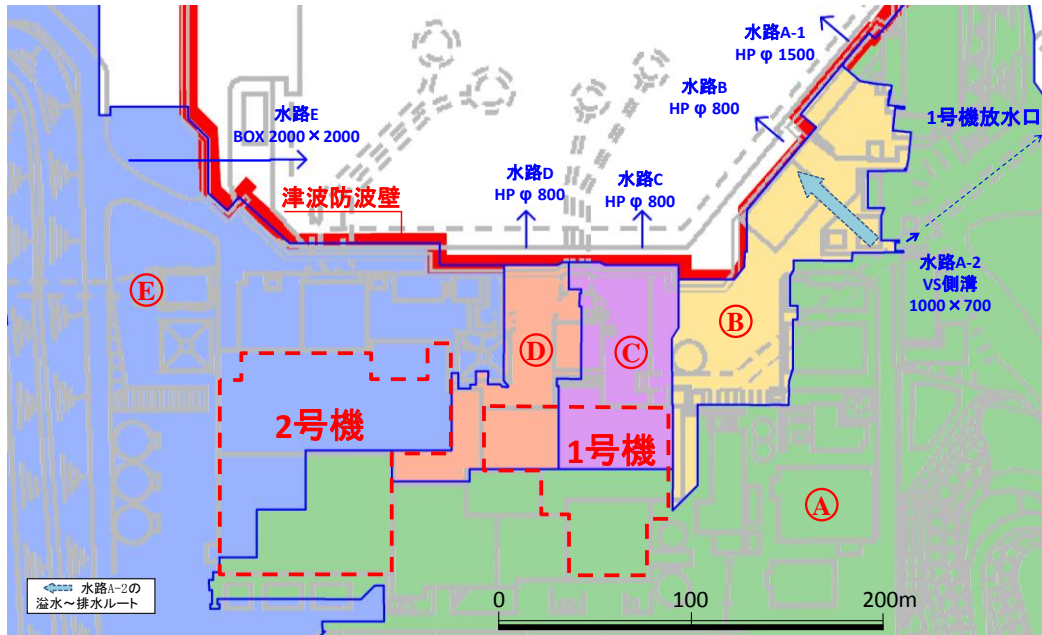 水路A-1
HP φ 1500
水路B
HP φ 800
1号機放水口
水路E
BOX 2000×2000
水路D
HP φ 800
水路C
HP φ 800
津波防波壁
水路A-2
VS側溝
1000×700
Ⓔ
Ⓓ
Ⓒ
Ⓑ
2号機
1号機
Ⓐ
水路A-2の
溢水~排水ルート
0 100 200m